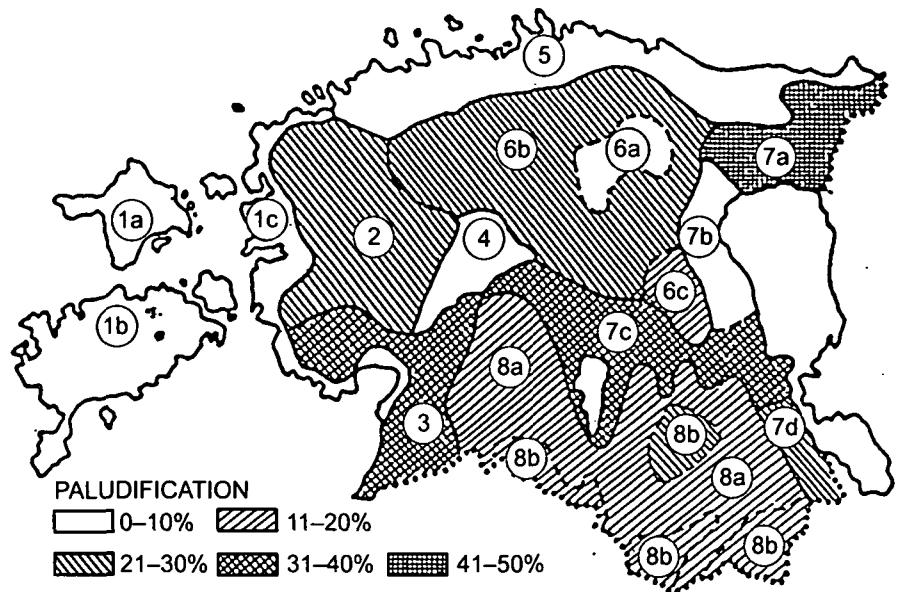 5
6b
6a
7a
1a
1c
2
4
7b
6c
1b
7c
8a
3
8b
7d
8b
8a
8b
8b
PALUDIFICATION
0–10%
11–20%
21–30%
31–40%
41–50%